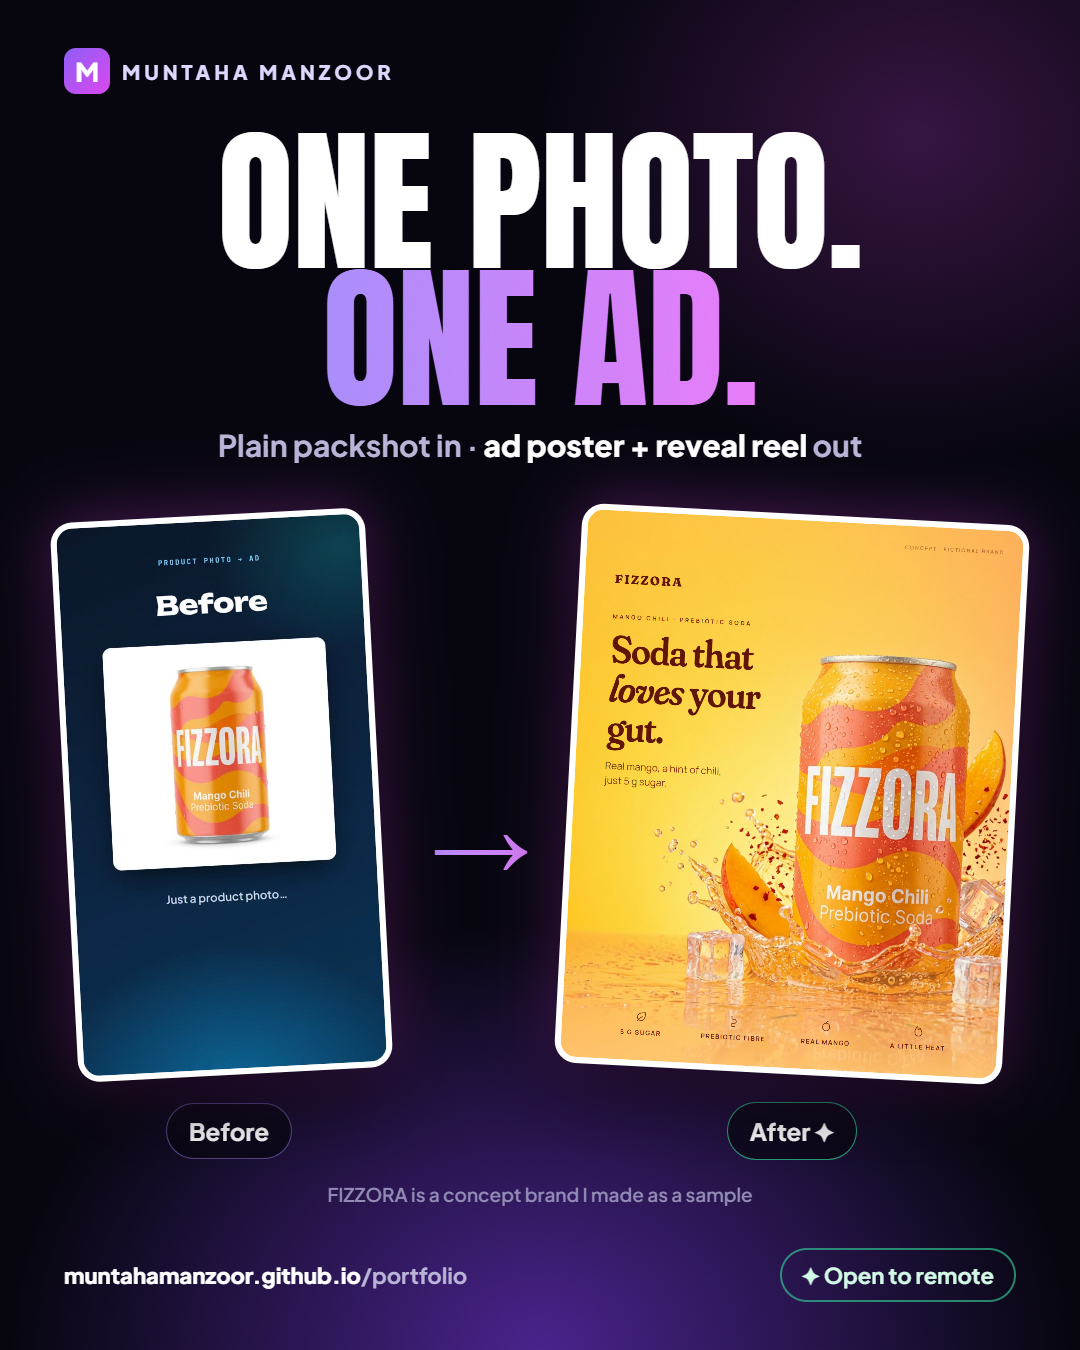 M MUNTAHA MANZOOR
ONE PHOTO.
ONE AD.
Plain packshot in · ad poster + reveal reel out
PRODUCT PHOTO → AD
Before
FIZZORA
Mango Chili
Prebiotic Soda
Just a product photo...
CONCEPT · FICTIONAL BRAND
FIZZORA
MANGO CHILI · PREBIOTIC SODA
Soda that
loves your
gut.
Real mango, a hint of chili,
just 5 g sugar.
FIZZORA
Mango Chili
Prebiotic Soda
5 G SUGAR
PREBIOTIC FIBRE
REAL MANGO
A LITTLE HEAT
Before
After ✦
FIZZORA is a concept brand I made as a sample
muntahamanzoor.github.io/portfolio
✦ Open to remote